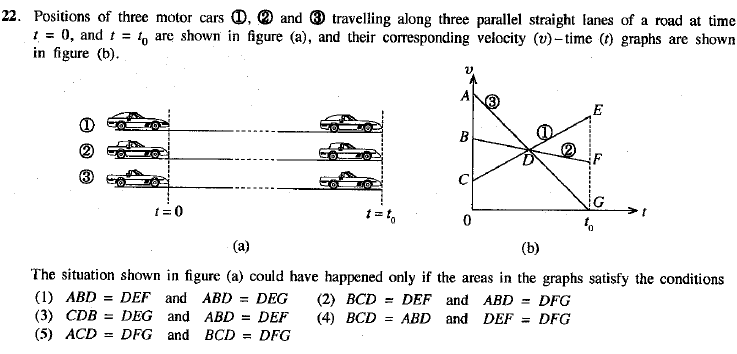 22. Positions of three motor cars ①, ② and ③ travelling along three parallel straight lanes of a road at time
t = 0, and t = t₀ are shown in figure (a), and their corresponding velocity (v)–time (t) graphs are shown
in figure (b).
①
②
③
t = 0
t = t₀
(a)
v
A
③
E
B
①
②
D
F
C
G
0
t₀
t
(b)
The situation shown in figure (a) could have happened only if the areas in the graphs satisfy the conditions
(1) ABD = DEF and ABD = DEG (2) BCD = DEF and ABD = DFG
(3) CDB = DEG and ABD = DEF (4) BCD = ABD and DEF = DFG
(5) ACD = DFG and BCD = DFG